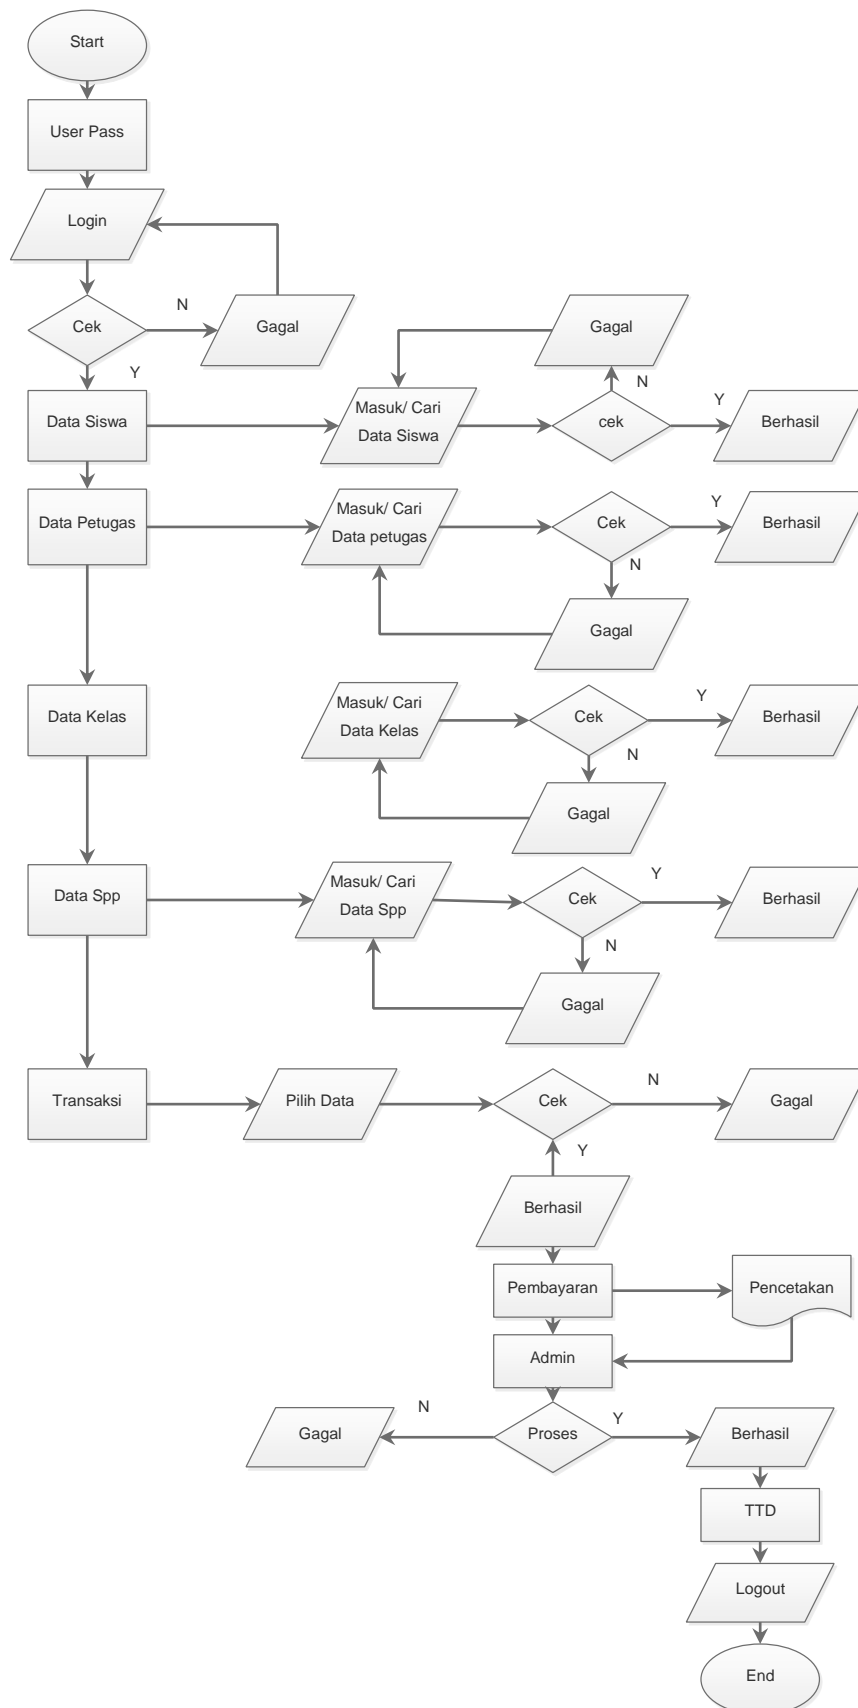 Start
User Pass
Login
Cek
N
Gagal
Y
Gagal
N
Data Siswa
Masuk/ Cari
Data Siswa
cek
Y
Berhasil
Data Petugas
Masuk/ Cari
Data petugas
Cek
Y
Berhasil
N
Gagal
Data Kelas
Masuk/ Cari
Data Kelas
Cek
Y
Berhasil
N
Gagal
Data Spp
Masuk/ Cari
Data Spp
Cek
Y
Berhasil
N
Gagal
Transaksi
Pilih Data
Cek
N
Gagal
Y
Berhasil
Pembayaran
Pencetakan
Admin
N
Gagal
Proses
Y
Berhasil
TTD
Logout
End